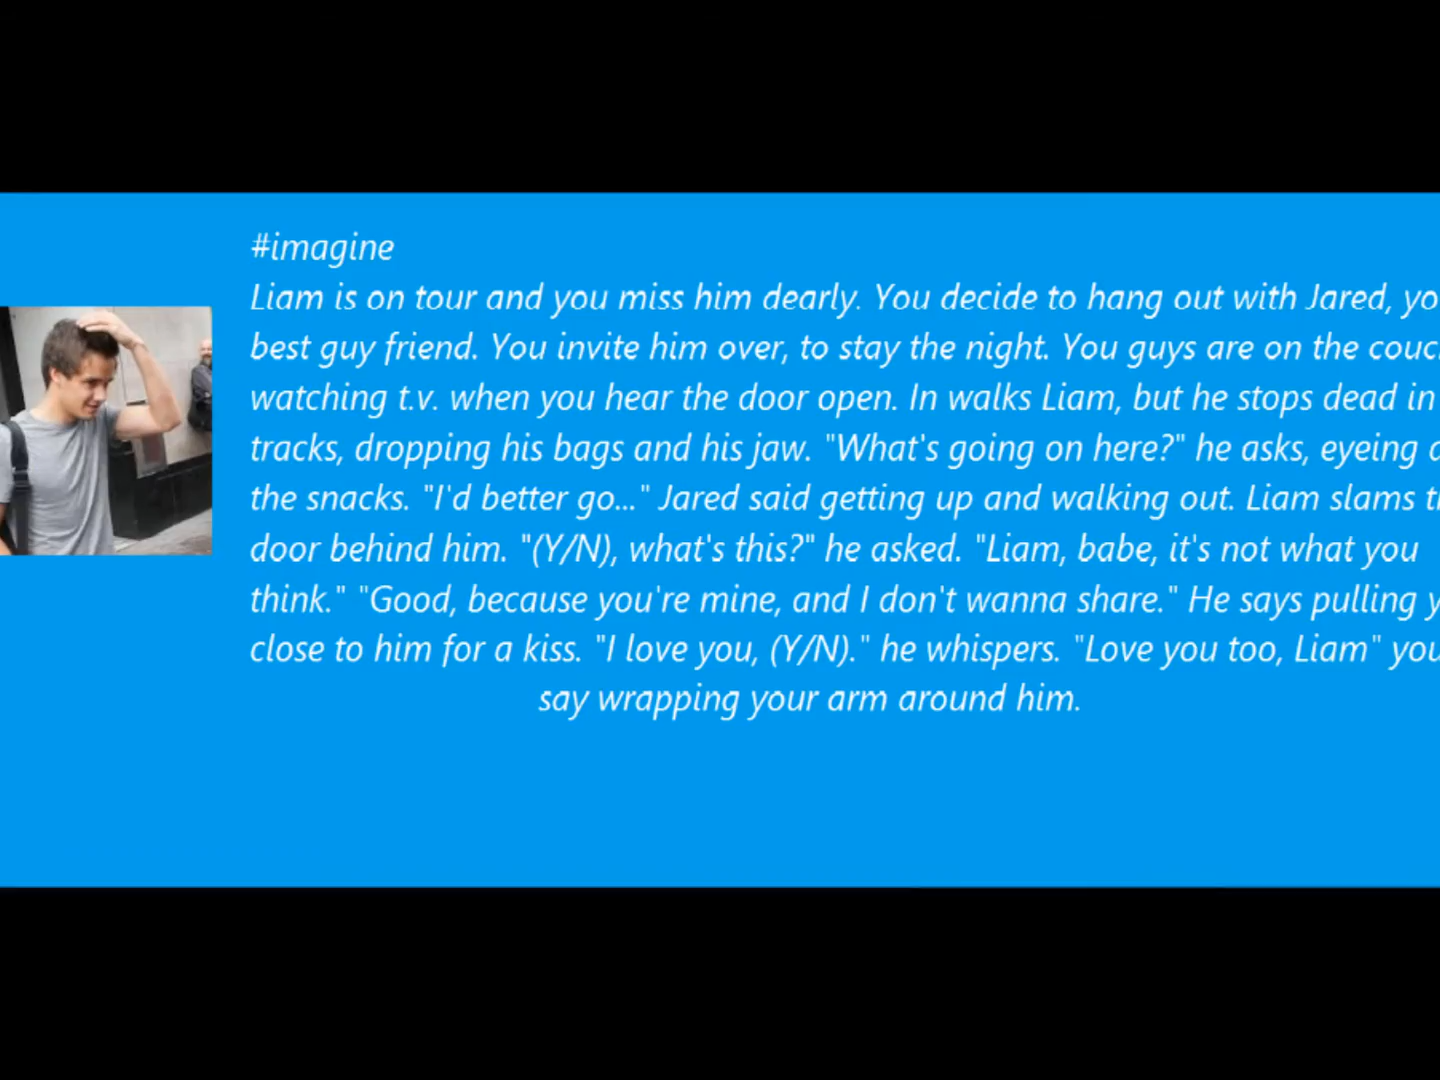 #imagine
Liam is on tour and you miss him dearly. You decide to hang out with Jared,
best guy friend. You invite him over, to stay the night. You guys are on the
watching t.v. when you hear the door open. In walks Liam, but he stops dead in
tracks, dropping his bags and his jaw. "What's going on here?" he asks, eyeing
the snacks. "I'd better go..." Jared said getting up and walking out. Liam slams
door behind him. "(Y/N), what's this?" he asked. "Liam, babe, it's not what you
think." "Good, because you're mine, and I don't wanna share." He says pulling
close to him for a kiss. "I love you, (Y/N)." he whispers. "Love you too, Liam" you
say wrapping your arm around him.